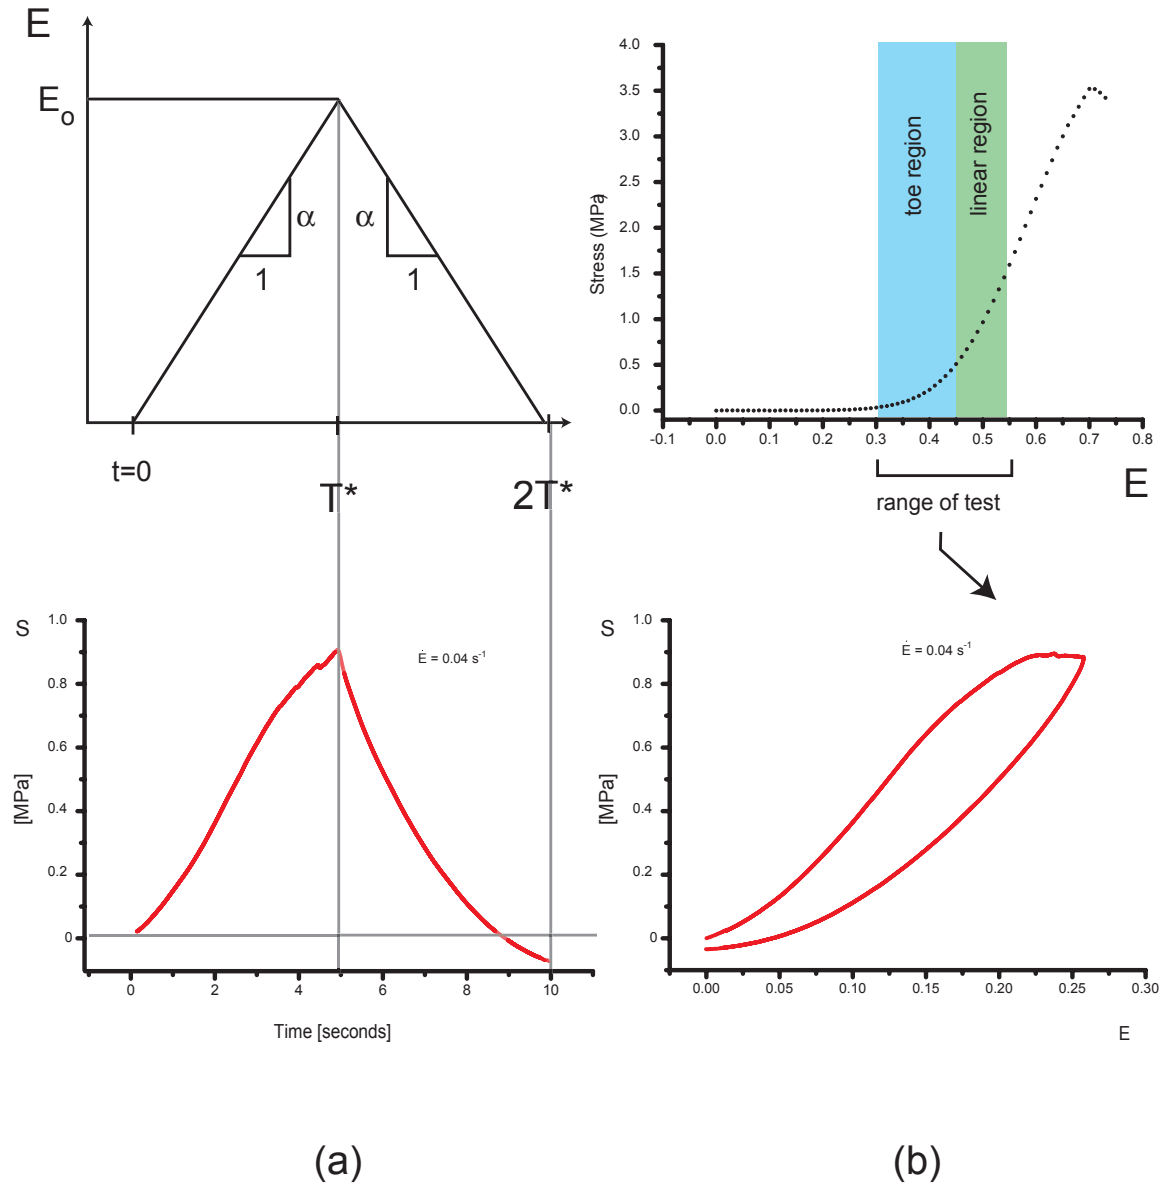 E
E₀
α
α
1
1
t=0
T*
2T*
4.0
3.5
3.0
2.5
2.0
1.5
1.0
0.5
0.0
Stress (MPa)
toe region
linear region
-0.1
0.0
0.1
0.2
0.3
0.4
0.5
0.6
0.7
0.8
E
range of test
S
1.0
0.8
0.6
0.4
0.2
0
[MPa]
Ė = 0.04 s⁻¹
0
2
4
6
8
10
Time [seconds]
S
1.0
0.8
0.6
0.4
0.2
0
[MPa]
Ė = 0.04 s⁻¹
0.00
0.05
0.10
0.15
0.20
0.25
0.30
E
(a)
(b)